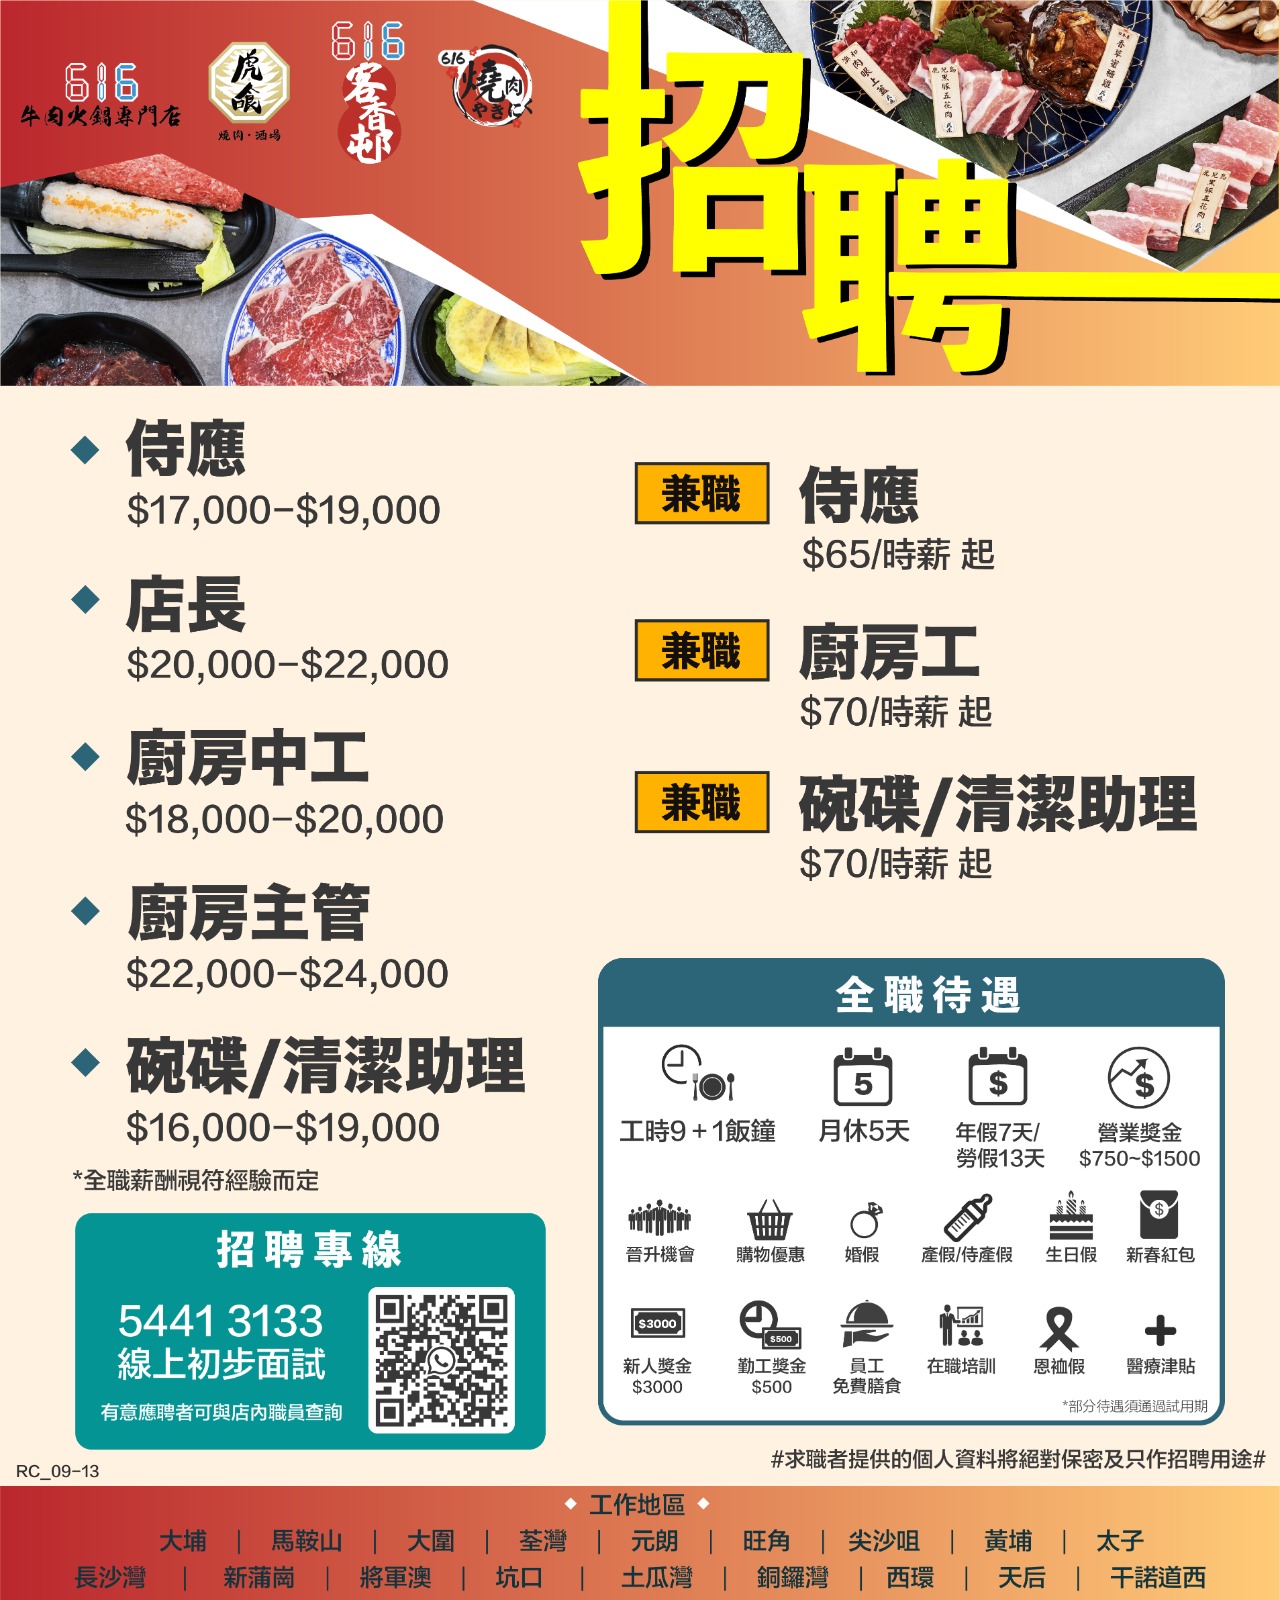 616
牛肉火鍋專門店
虎飧
燒肉・酒場
616
客香邨
616
燒肉
やきにく
招聘
侍應
$17,000–$19,000
店長
$20,000–$22,000
廚房中工
$18,000–$20,000
廚房主管
$22,000–$24,000
碗碟/清潔助理
$16,000–$19,000
*全職薪酬視符經驗而定
兼職 侍應
$65/時薪 起
兼職 廚房工
$70/時薪 起
兼職 碗碟/清潔助理
$70/時薪 起
招聘專線
5441 3133
線上初步面試
有意應聘者可與店內職員查詢
RC_09–13
全職待遇
5
$
$
工時9＋1飯鐘
月休5天
年假7天/
勞假13天
營業獎金
$750~$1500
$
晉升機會
購物優惠
婚假
產假/侍產假
生日假
新春紅包
$3000
$500
新人獎金
$3000
勤工獎金
$500
員工
免費膳食
在職培訓
恩裇假
醫療津貼
*部分待遇須通過試用期
#求職者提供的個人資料將絕對保密及只作招聘用途#
工作地區
大埔 | 馬鞍山 | 大圍 | 荃灣 | 元朗 | 旺角 | 尖沙咀 | 黃埔 | 太子
長沙灣 | 新蒲崗 | 將軍澳 | 坑口 | 土瓜灣 | 銅鑼灣 | 西環 | 天后 | 干諾道西